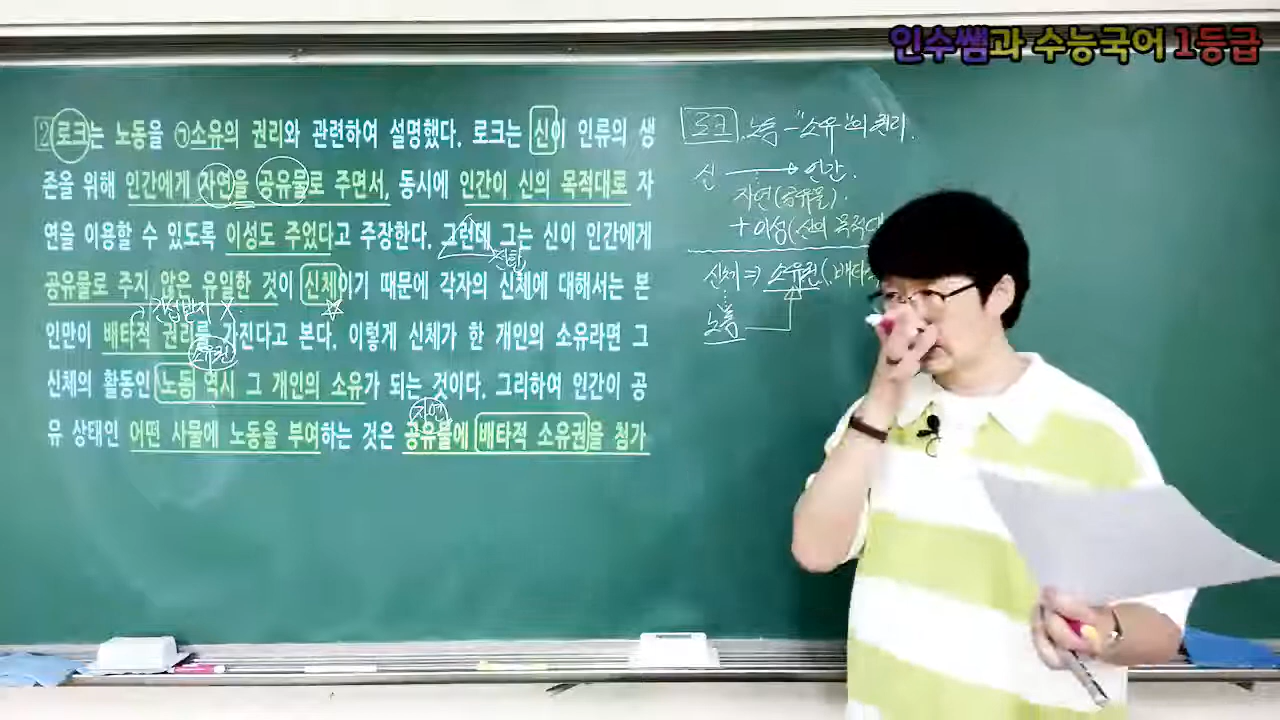 인수쌤과 수능국어 1등급
2 로크는 노동을 ㉠소유의 권리와 관련하여 설명했다. 로크는 신이 인류의 생
존을 위해 인간에게 자연을 공유물로 주면서, 동시에 인간이 신의 목적대로 자
연을 이용할 수 있도록 이성도 주었다고 주장한다. 그런데 그는 신이 인간에게
선탑
공유물로 주지 않은 유일한 것이 신체이기 때문에 각자의 신체에 대해서는 본
간섭받지 X
인만이 배타적 권리를 가진다고 본다. 이렇게 신체가 한 개인의 소유라면 그
소유권
신체의 활동인 노동 역시 그 개인의 소유가 되는 것이다. 그리하여 인간이 공
자연
유 상태인 어떤 사물에 노동을 부여하는 것은 공유물에 배타적 소유권을 첨가
로크. 노동 - "소유"의 권리.
신 → 인간.
자연(공유물).
+ 이성(신의 목적대
신체 ⇒ 소유권(배타
노동